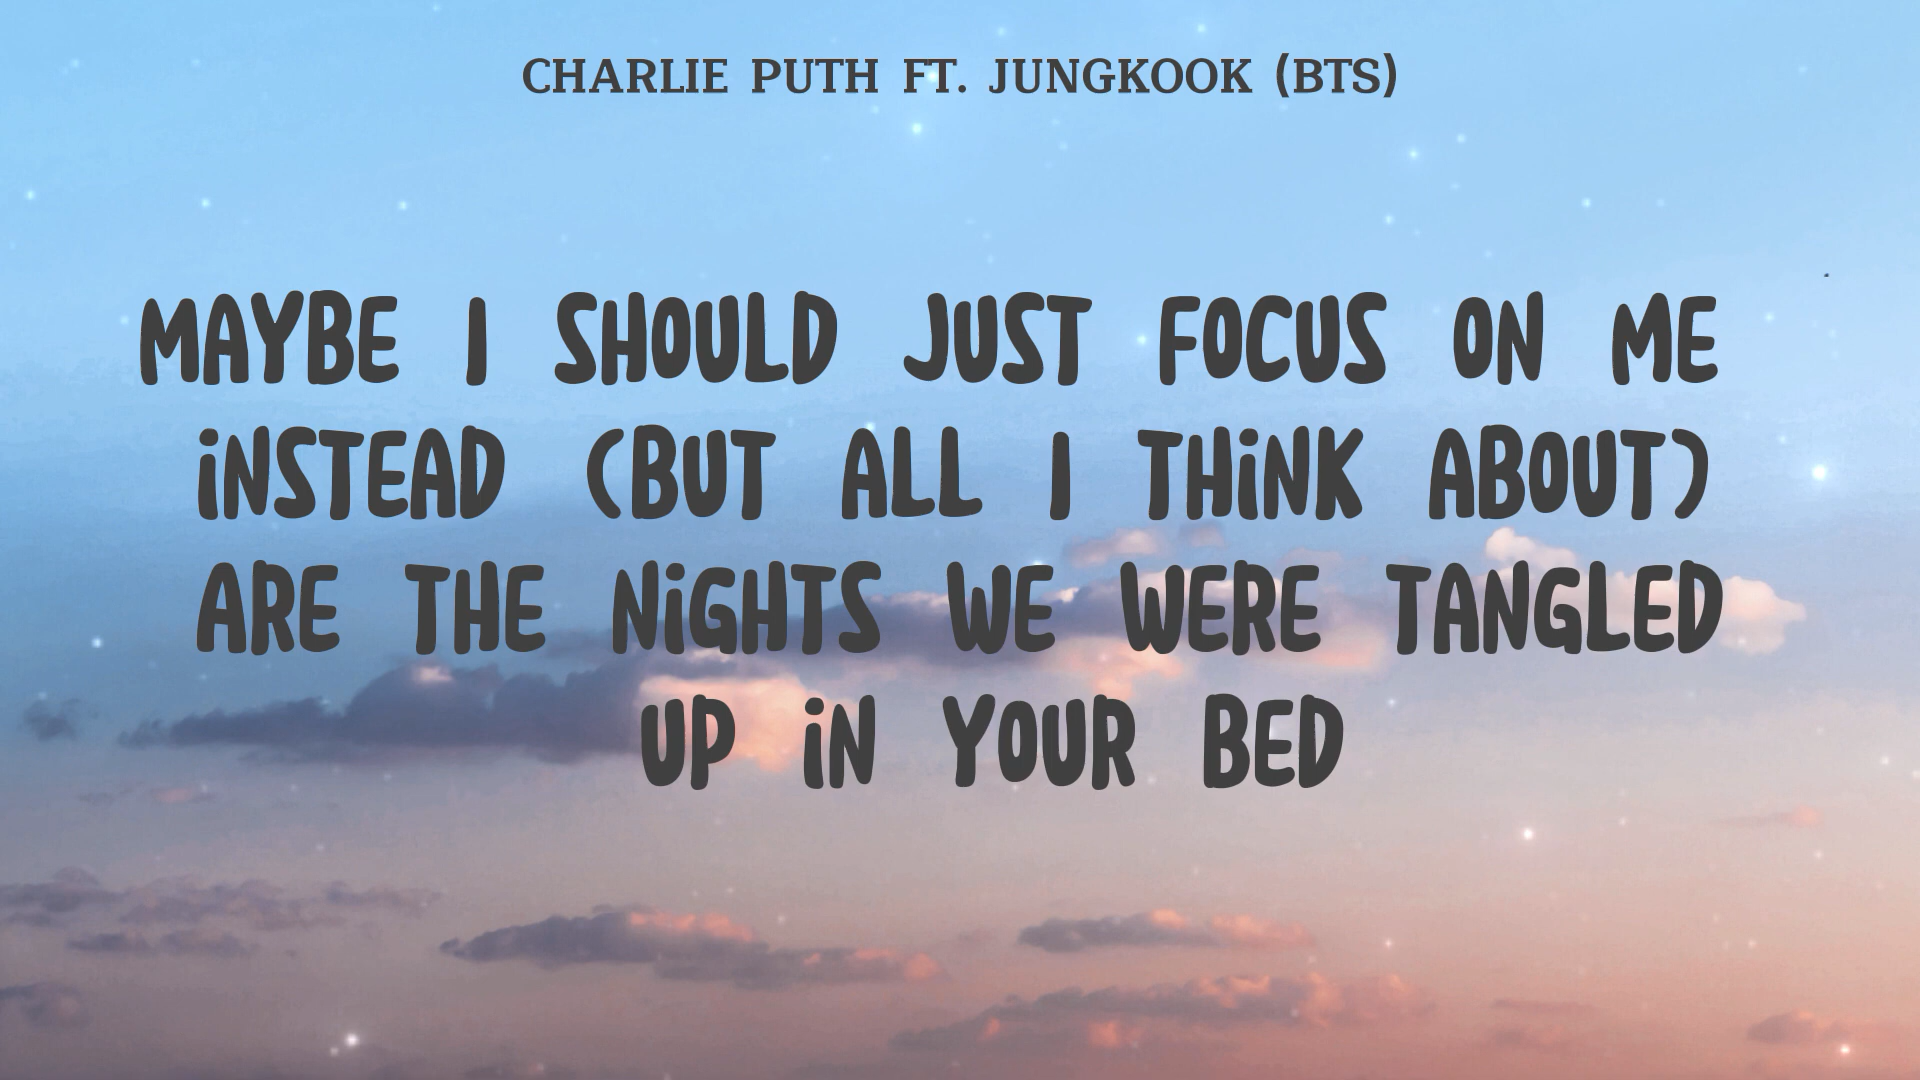 CHARLIE PUTH FT. JUNGKOOK (BTS)
MAYBE I SHOULD JUST FOCUS ON ME
iNSTEAD (BUT ALL I THiNK ABOUT)
ARE THE NiGHTS WE WERE TANGLED
UP iN YOUR BED